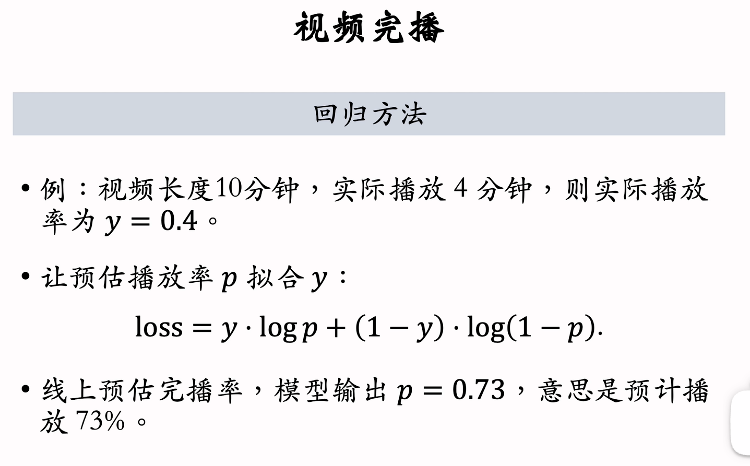 视频完播
回归方法
• 例：视频长度10分钟，实际播放 4 分钟，则实际播放
率为 y = 0.4。
• 让预估播放率 p 拟合 y：
loss = y · log p + (1 − y) · log(1 − p).
• 线上预估完播率，模型输出 p = 0.73，意思是预计播
放 73%。